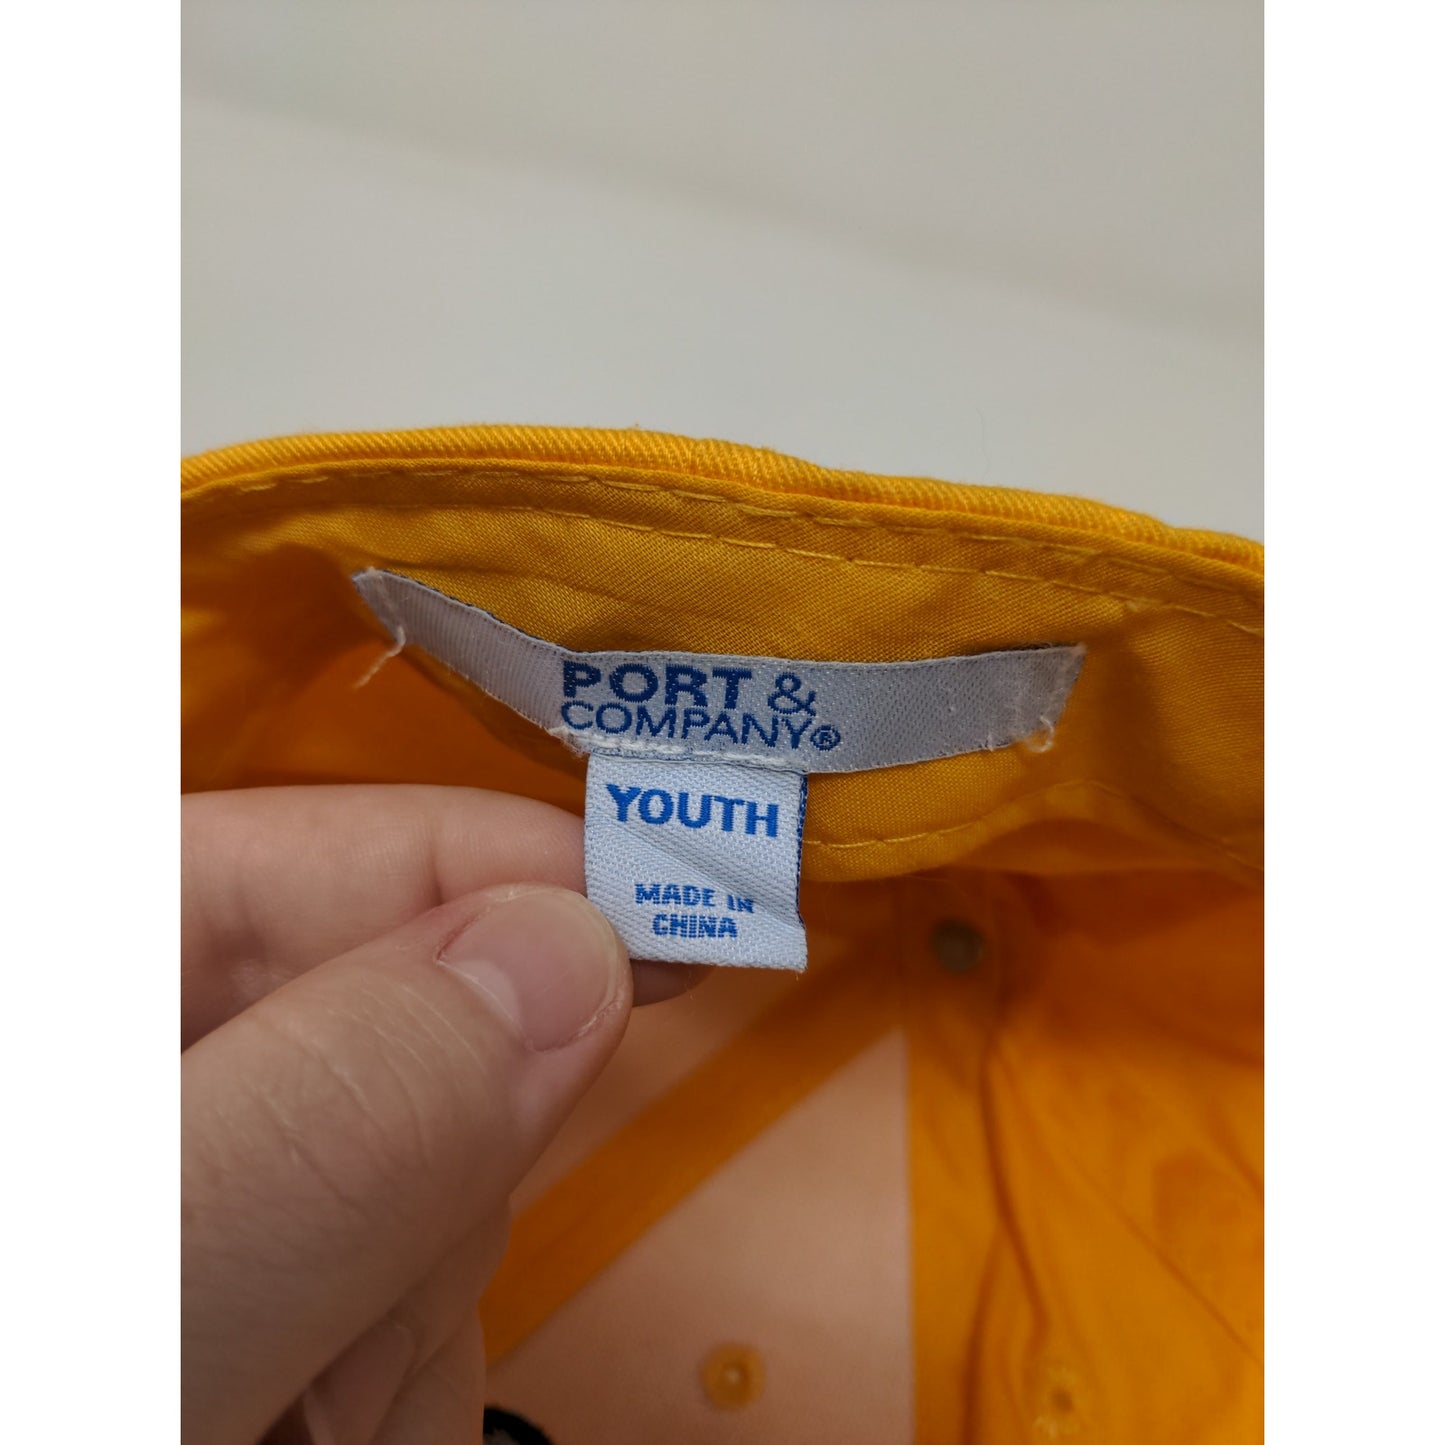 PORT &
COMPANY®
YOUTH
MADE IN
CHINA